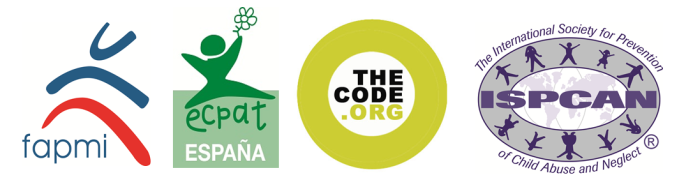 fapmi
ecpat
ESPAÑA
THE
CODE
.ORG
The International Society for Prevention
ISPCAN
®
of Child Abuse and Neglect